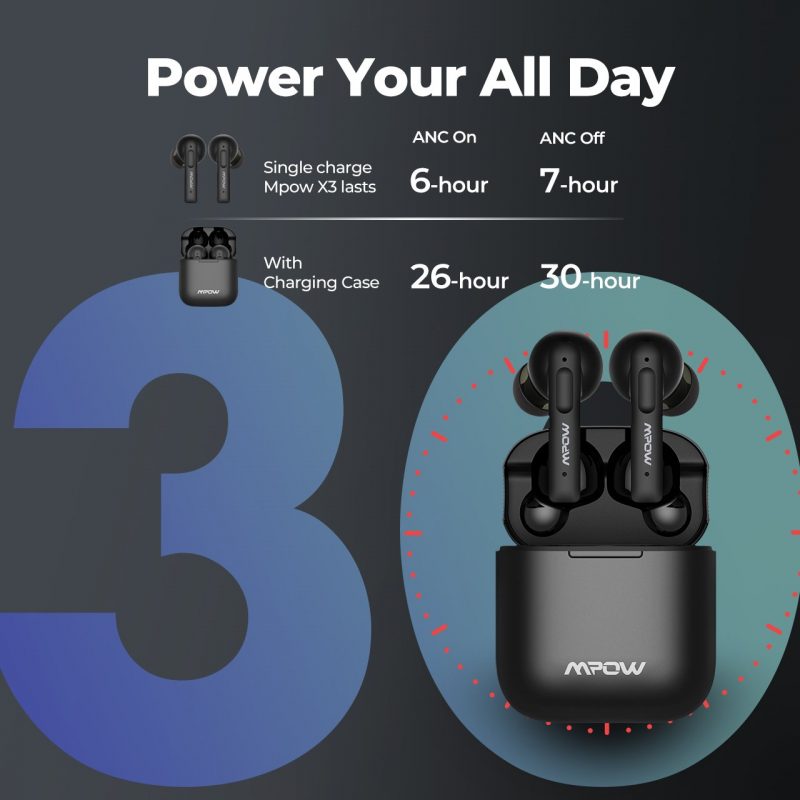 Power Your All Day
ANC On ANC Off
Single charge
Mpow X3 lasts 6-hour 7-hour
With
Charging Case 26-hour 30-hour
MPOW
30
MPOW MPOW
MPOW